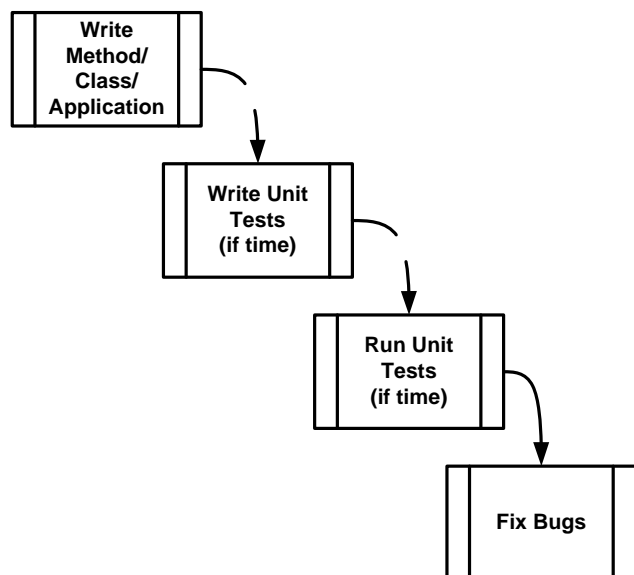 Write
Method/
Class/
Application
Write Unit
Tests
(if time)
Run Unit
Tests
(if time)
Fix Bugs